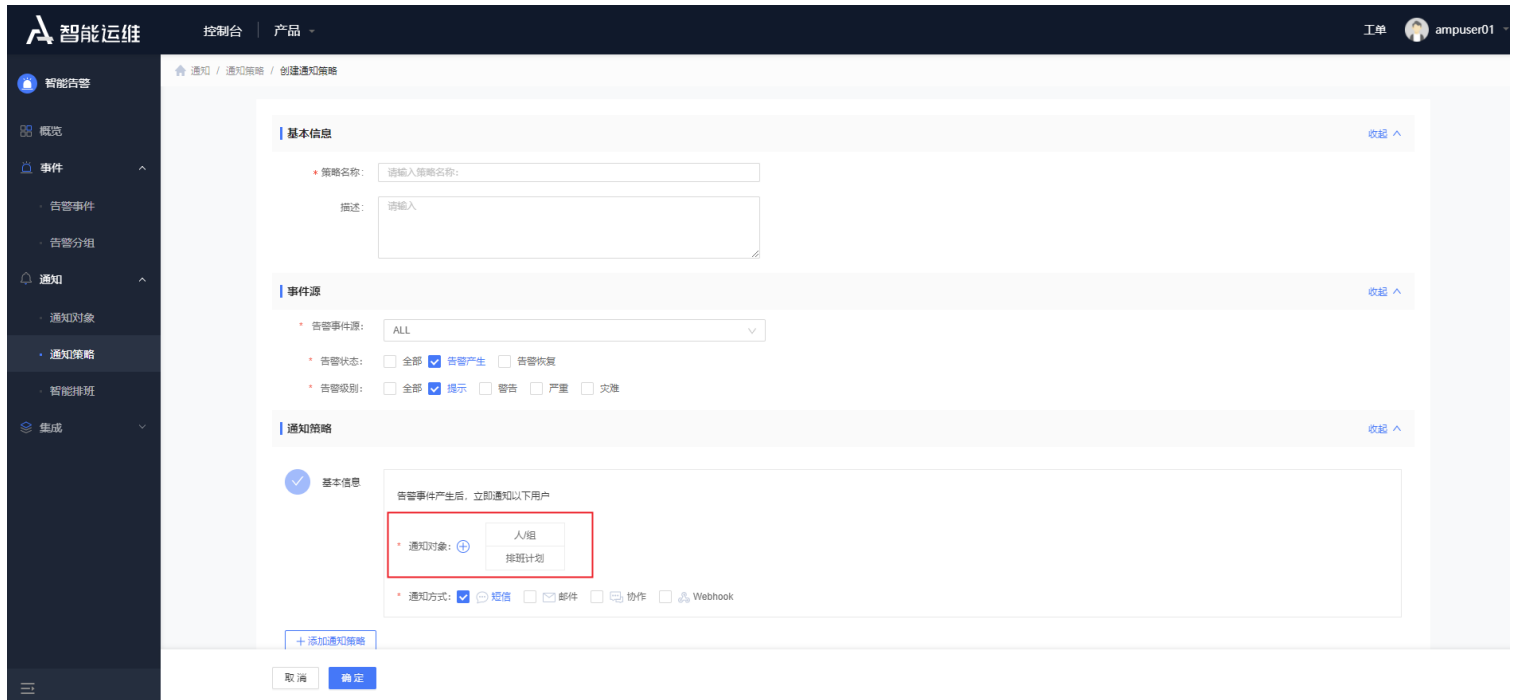 智能运维 控制台 产品 工单 ampuser01
智能告警
概览
事件
告警事件
告警分组
通知
通知对象
通知策略
智能排班
集成
通知 / 通知策略 / 创建通知策略
基本信息 收起
* 策略名称: 请输入策略名称:
描述: 请输入
事件源 收起
* 告警事件源: ALL
* 告警状态: 全部 告警产生 告警恢复
* 告警级别: 全部 提示 警告 严重 灾难
通知策略 收起
基本信息
告警事件产生后, 立即通知以下用户
* 通知对象: 人/组
排班计划
* 通知方式: 短信 邮件 协作 Webhook
+ 添加通知策略
取 消 确 定